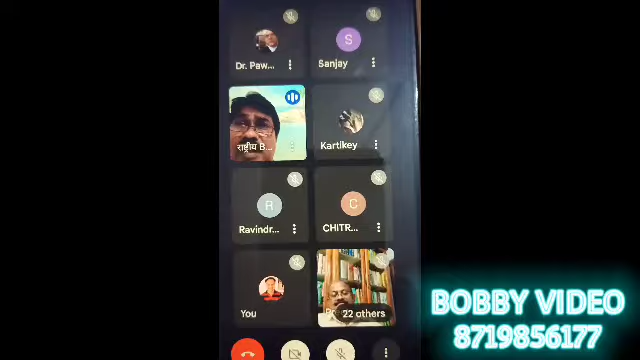 Dr. Paw...
S
Sanjay
राष्ट्रीय B...
Kartikey
R
Ravindr...
C
CHITR...
You
22 others
BOBBY VIDEO
8719856177